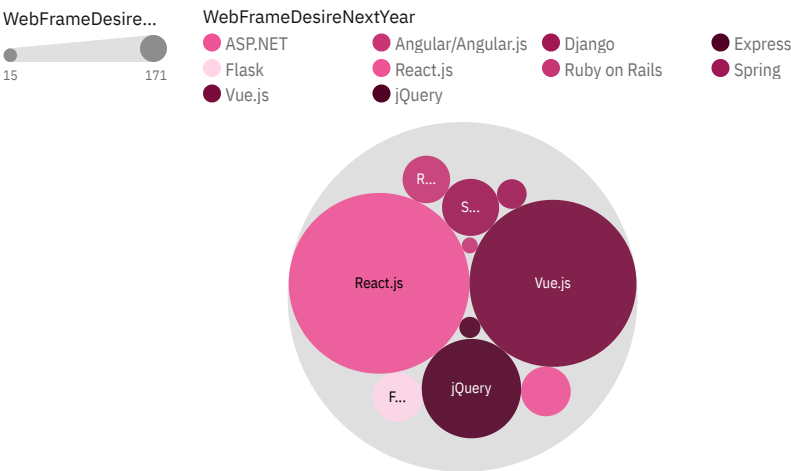 WebFrameDesire...
15
171
WebFrameDesireNextYear
ASP.NET
Angular/Angular.js
Django
Express
Flask
React.js
Ruby on Rails
Spring
Vue.js
jQuery
R...
S...
React.js
Vue.js
jQuery
F...